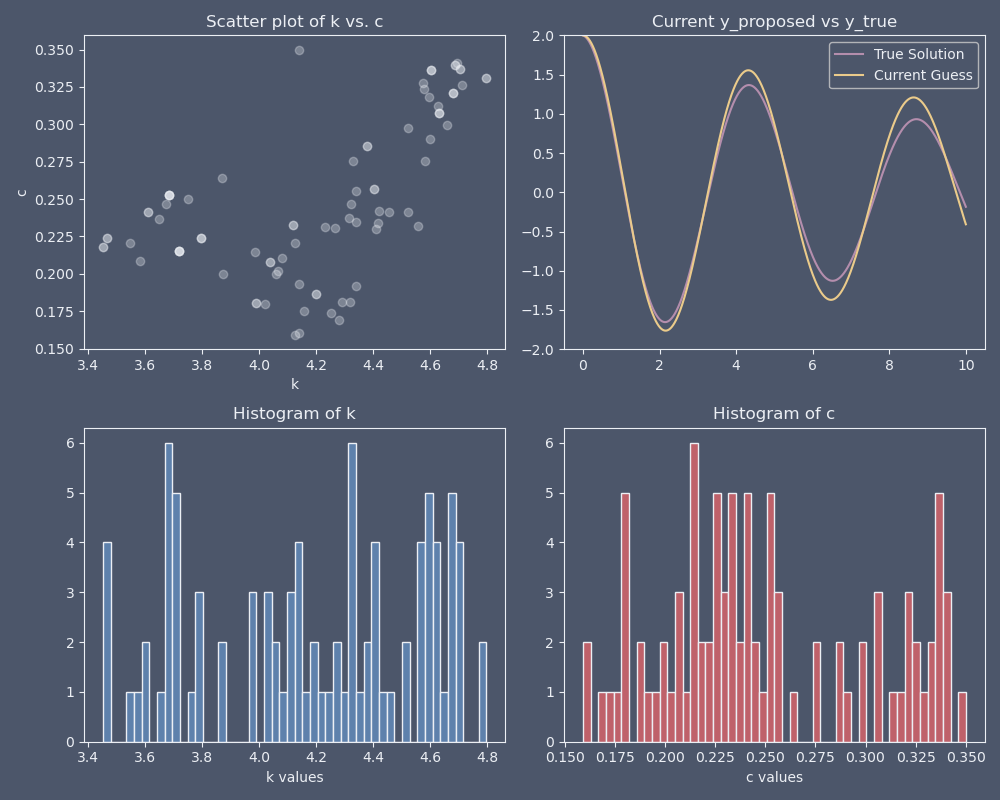 Scatter plot of k vs. c
c
0.350
0.325
0.300
0.275
0.250
0.225
0.200
0.175
0.150
3.4 3.6 3.8 4.0 4.2 4.4 4.6 4.8
k
Current y_proposed vs y_true
True Solution
Current Guess
2.0
1.5
1.0
0.5
0.0
−0.5
−1.0
−1.5
−2.0
0 2 4 6 8 10
Histogram of k
6
5
4
3
2
1
0
3.4 3.6 3.8 4.0 4.2 4.4 4.6 4.8
k values
Histogram of c
6
5
4
3
2
1
0
0.150 0.175 0.200 0.225 0.250 0.275 0.300 0.325 0.350
c values